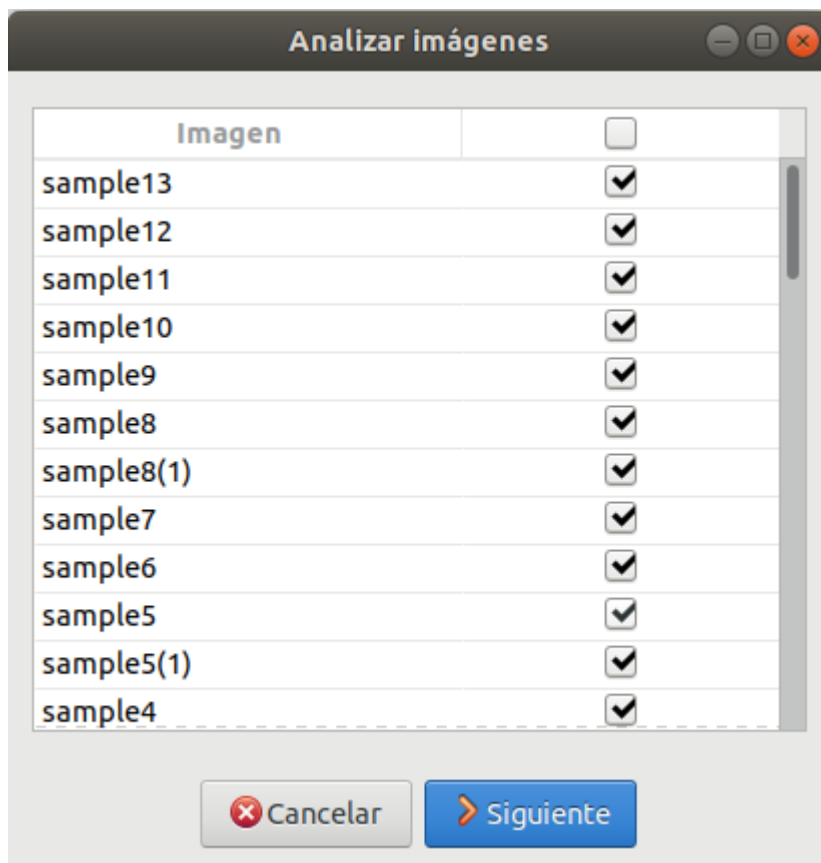 Analizar imágenes
Imagen
sample13
sample12
sample11
sample10
sample9
sample8
sample8(1)
sample7
sample6
sample5
sample5(1)
sample4
Cancelar Siguiente